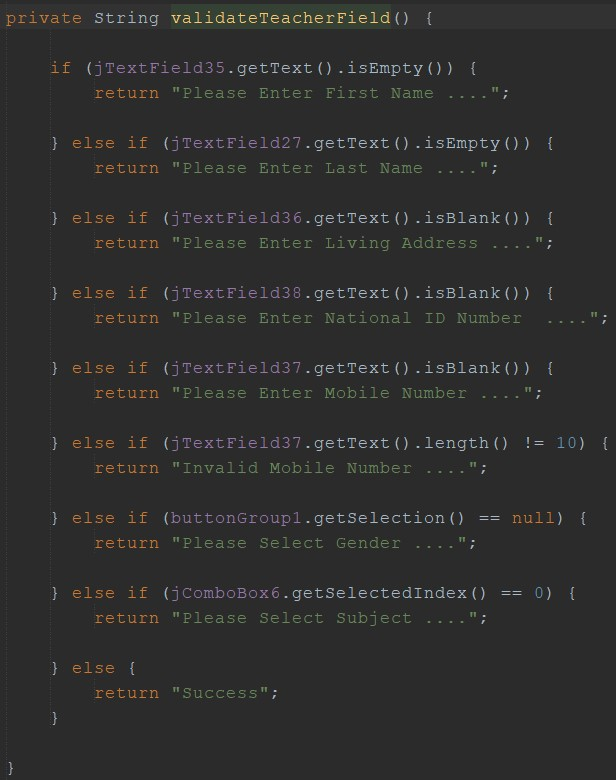 private String validateTeacherField() {
if (jTextField35.getText().isEmpty()) {
return "Please Enter First Name ....";
} else if (jTextField27.getText().isEmpty()) {
return "Please Enter Last Name ....";
} else if (jTextField36.getText().isBlank()) {
return "Please Enter Living Address ....";
} else if (jTextField38.getText().isBlank()) {
return "Please Enter National ID Number  ....";
} else if (jTextField37.getText().isBlank()) {
return "Please Enter Mobile Number ....";
} else if (jTextField37.getText().length() != 10) {
return "Invalid Mobile Number ....";
} else if (buttonGroup1.getSelection() == null) {
return "Please Select Gender ....";
} else if (jComboBox6.getSelectedIndex() == 0) {
return "Please Select Subject ....";
} else {
return "Success";
}
}